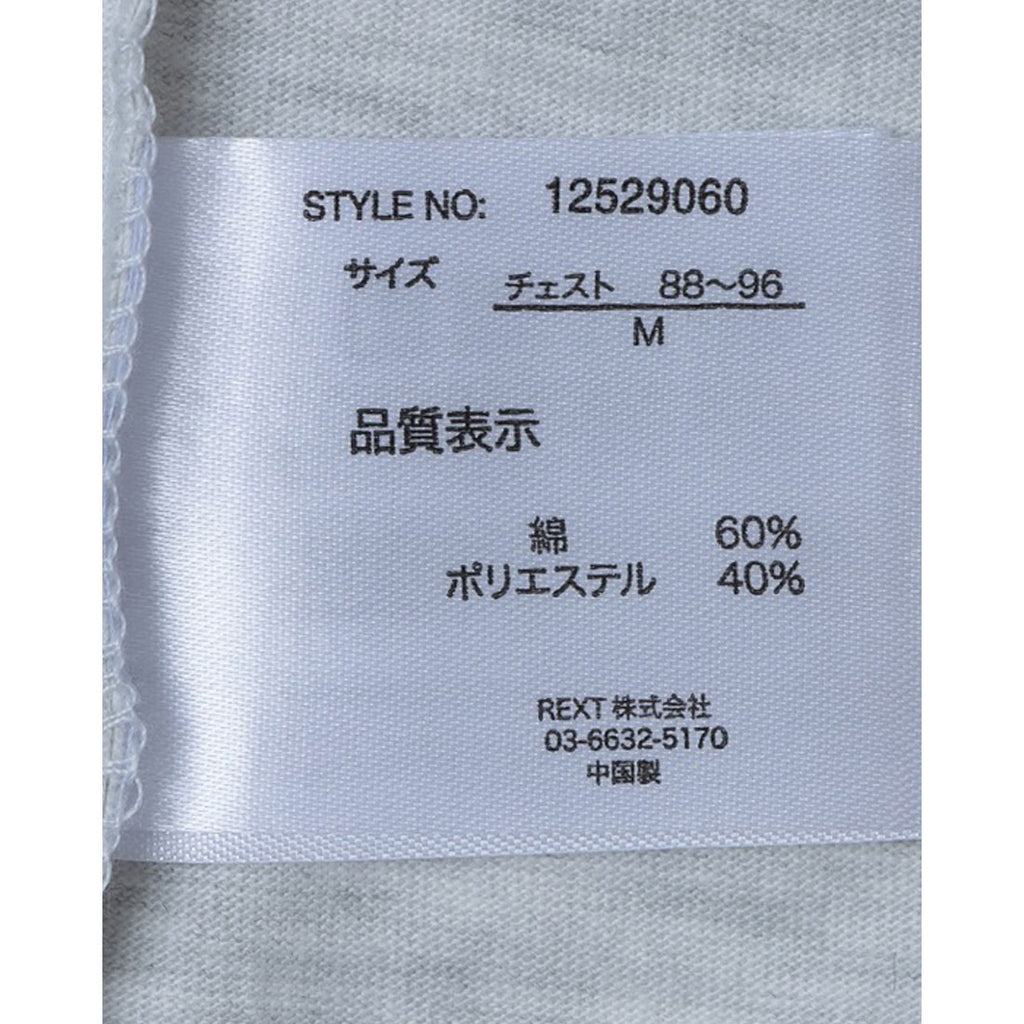 STYLE NO: 12529060
サイズ チェスト 88〜96
M
品質表示
綿 60%
ポリエステル 40%
REXT 株式会社
03-6632-5170
中国製